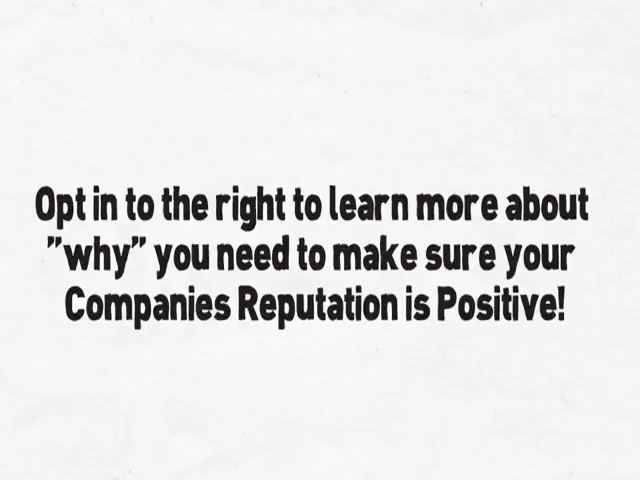 Opt in to the right to learn more about
"why" you need to make sure your
Companies Reputation is Positive!